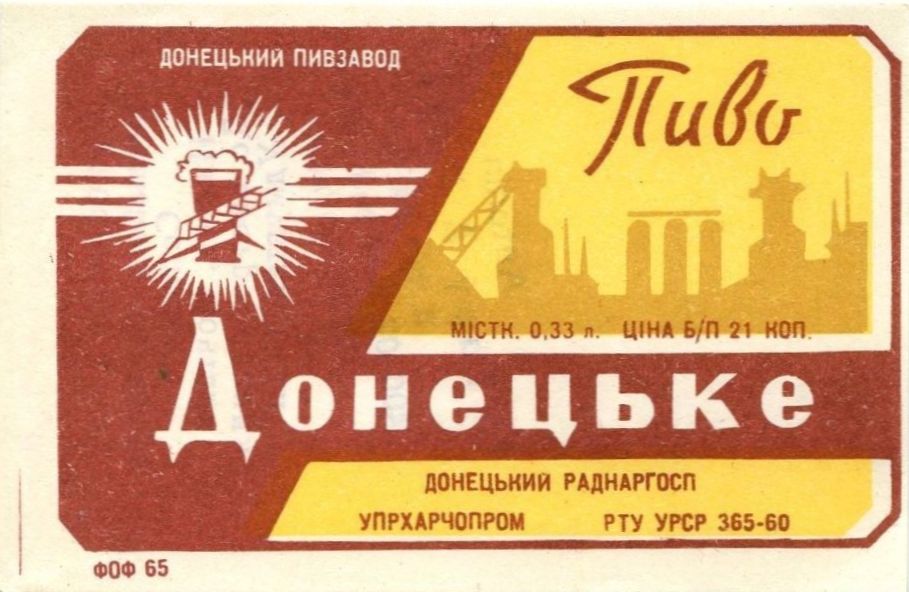 ДОНЕЦЬКИЙ ПИВЗАВОД
Пиво
МІСТК. 0,33 л. ЦІНА Б/П 21 КОП.
Донецьке
ДОНЕЦЬКИЙ РАДНАРГОСП
УПРХАРЧОПРОМ РТУ УРСР 365-60
ФОФ 65